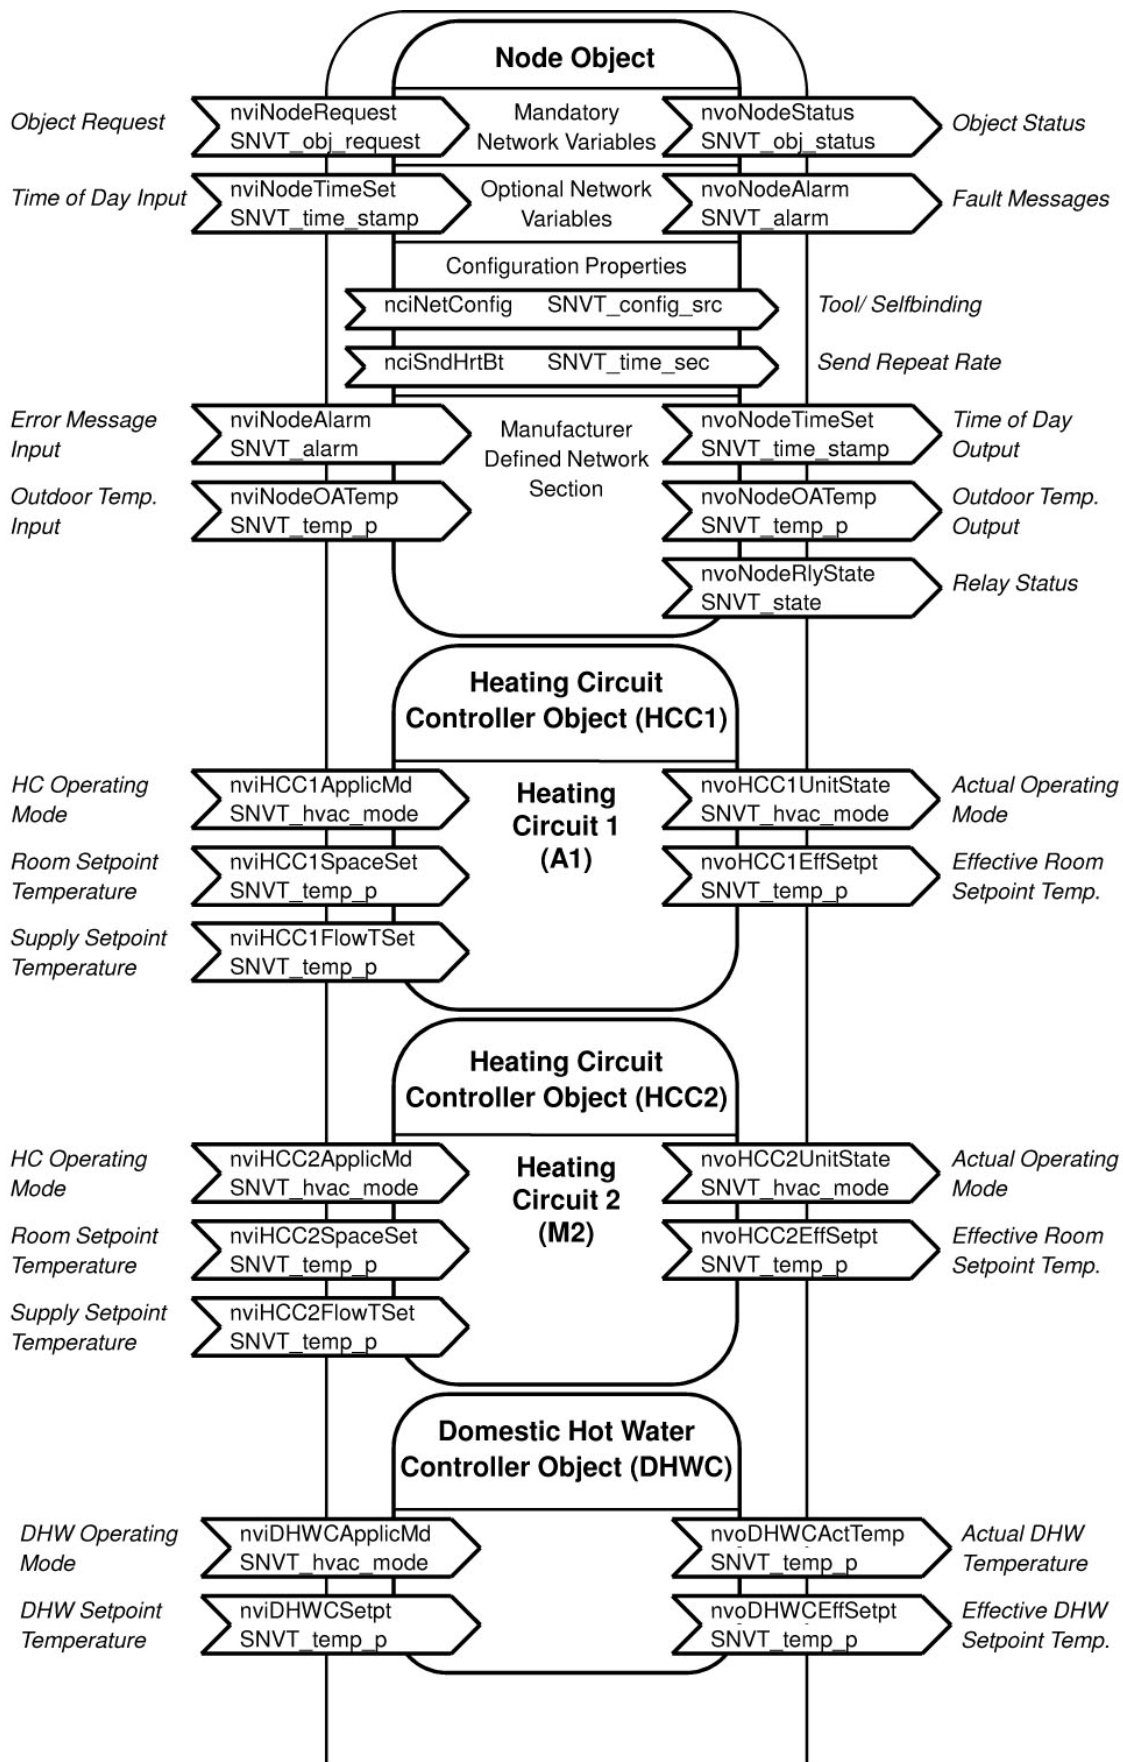 Node Object
Object Request
nviNodeRequest
SNVT_obj_request
Mandatory
Network Variables
nvoNodeStatus
SNVT_obj_status
Object Status
Time of Day Input
nviNodeTimeSet
SNVT_time_stamp
Optional Network
Variables
nvoNodeAlarm
SNVT_alarm
Fault Messages
Configuration Properties
nciNetConfig SNVT_config_src
Tool/ Selfbinding
nciSndHrtBt SNVT_time_sec
Send Repeat Rate
Error Message
Input
nviNodeAlarm
SNVT_alarm
Manufacturer
Defined Network
Section
nvoNodeTimeSet
SNVT_time_stamp
Time of Day
Output
Outdoor Temp.
Input
nviNodeOATemp
SNVT_temp_p
nvoNodeOATemp
SNVT_temp_p
Outdoor Temp.
Output
nvoNodeRlyState
SNVT_state
Relay Status
Heating Circuit
Controller Object (HCC1)
HC Operating
Mode
nviHCC1ApplicMd
SNVT_hvac_mode
Heating
Circuit 1
(A1)
nvoHCC1UnitState
SNVT_hvac_mode
Actual Operating
Mode
Room Setpoint
Temperature
nviHCC1SpaceSet
SNVT_temp_p
nvoHCC1EffSetpt
SNVT_temp_p
Effective Room
Setpoint Temp.
Supply Setpoint
Temperature
nviHCC1FlowTSet
SNVT_temp_p
Heating Circuit
Controller Object (HCC2)
HC Operating
Mode
nviHCC2ApplicMd
SNVT_hvac_mode
Heating
Circuit 2
(M2)
nvoHCC2UnitState
SNVT_hvac_mode
Actual Operating
Mode
Room Setpoint
Temperature
nviHCC2SpaceSet
SNVT_temp_p
nvoHCC2EffSetpt
SNVT_temp_p
Effective Room
Setpoint Temp.
Supply Setpoint
Temperature
nviHCC2FlowTSet
SNVT_temp_p
Domestic Hot Water
Controller Object (DHWC)
DHW Operating
Mode
nviDHWCApplicMd
SNVT_hvac_mode
nvoDHWCActTemp
SNVT_temp_p
Actual DHW
Temperature
DHW Setpoint
Temperature
nviDHWCSetpt
SNVT_temp_p
nvoDHWCEffSetpt
SNVT_temp_p
Effective DHW
Setpoint Temp.